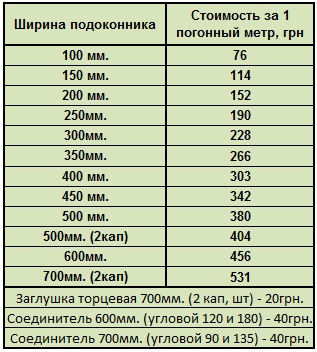 Ширина подоконника
Стоимость за 1
погонный метр, грн
100 мм. 76
150 мм. 114
200 мм. 152
250мм. 190
300мм. 228
350мм. 266
400 мм. 303
450 мм. 342
500 мм. 380
500мм. (2кап) 404
600мм. 456
700мм. (2кап) 531
Заглушка торцевая 700мм. (2 кап, шт) - 20грн.
Соединитель 600мм. (угловой 120 и 180) - 40грн.
Соединитель 700мм. (угловой 90 и 135) - 40грн.